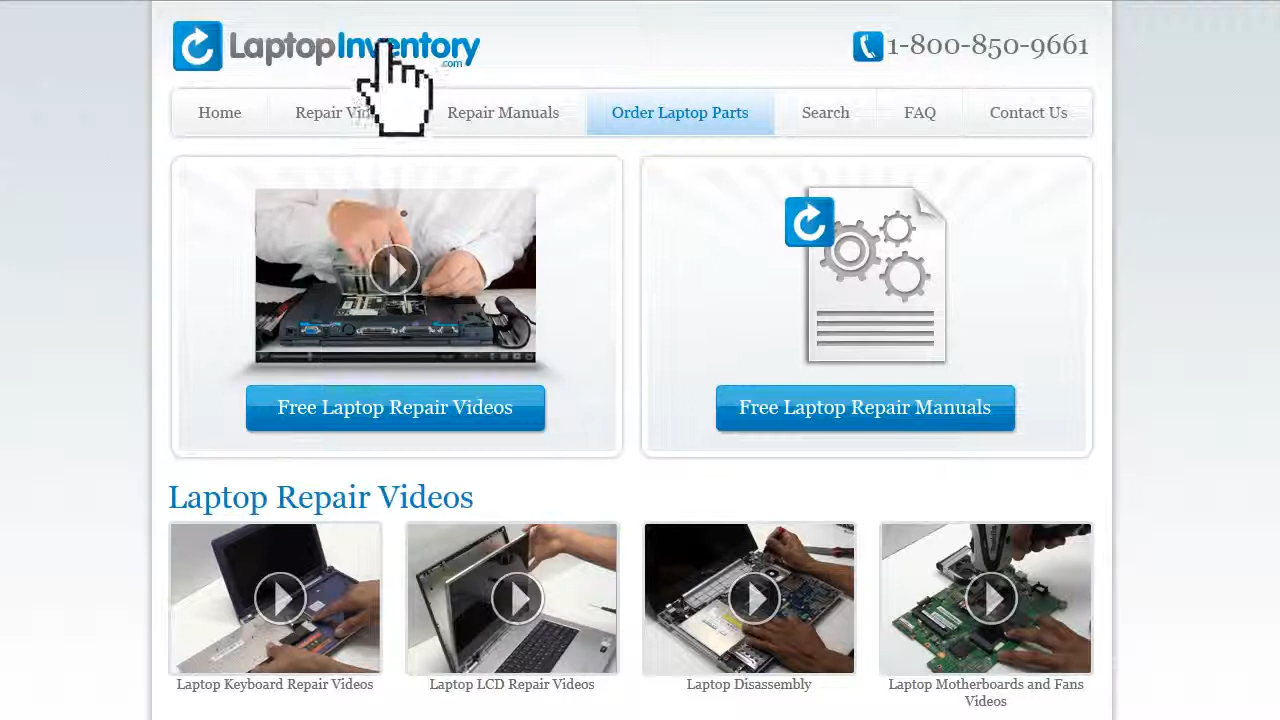 LaptopInventory
.com
1-800-850-9661
Home
Repair
Repair Manuals
Order Laptop Parts
Search
FAQ
Contact Us
Free Laptop Repair Videos
Free Laptop Repair Manuals
Laptop Repair Videos
Laptop Keyboard Repair Videos
Laptop LCD Repair Videos
Laptop Disassembly
Laptop Motherboards and Fans
Videos